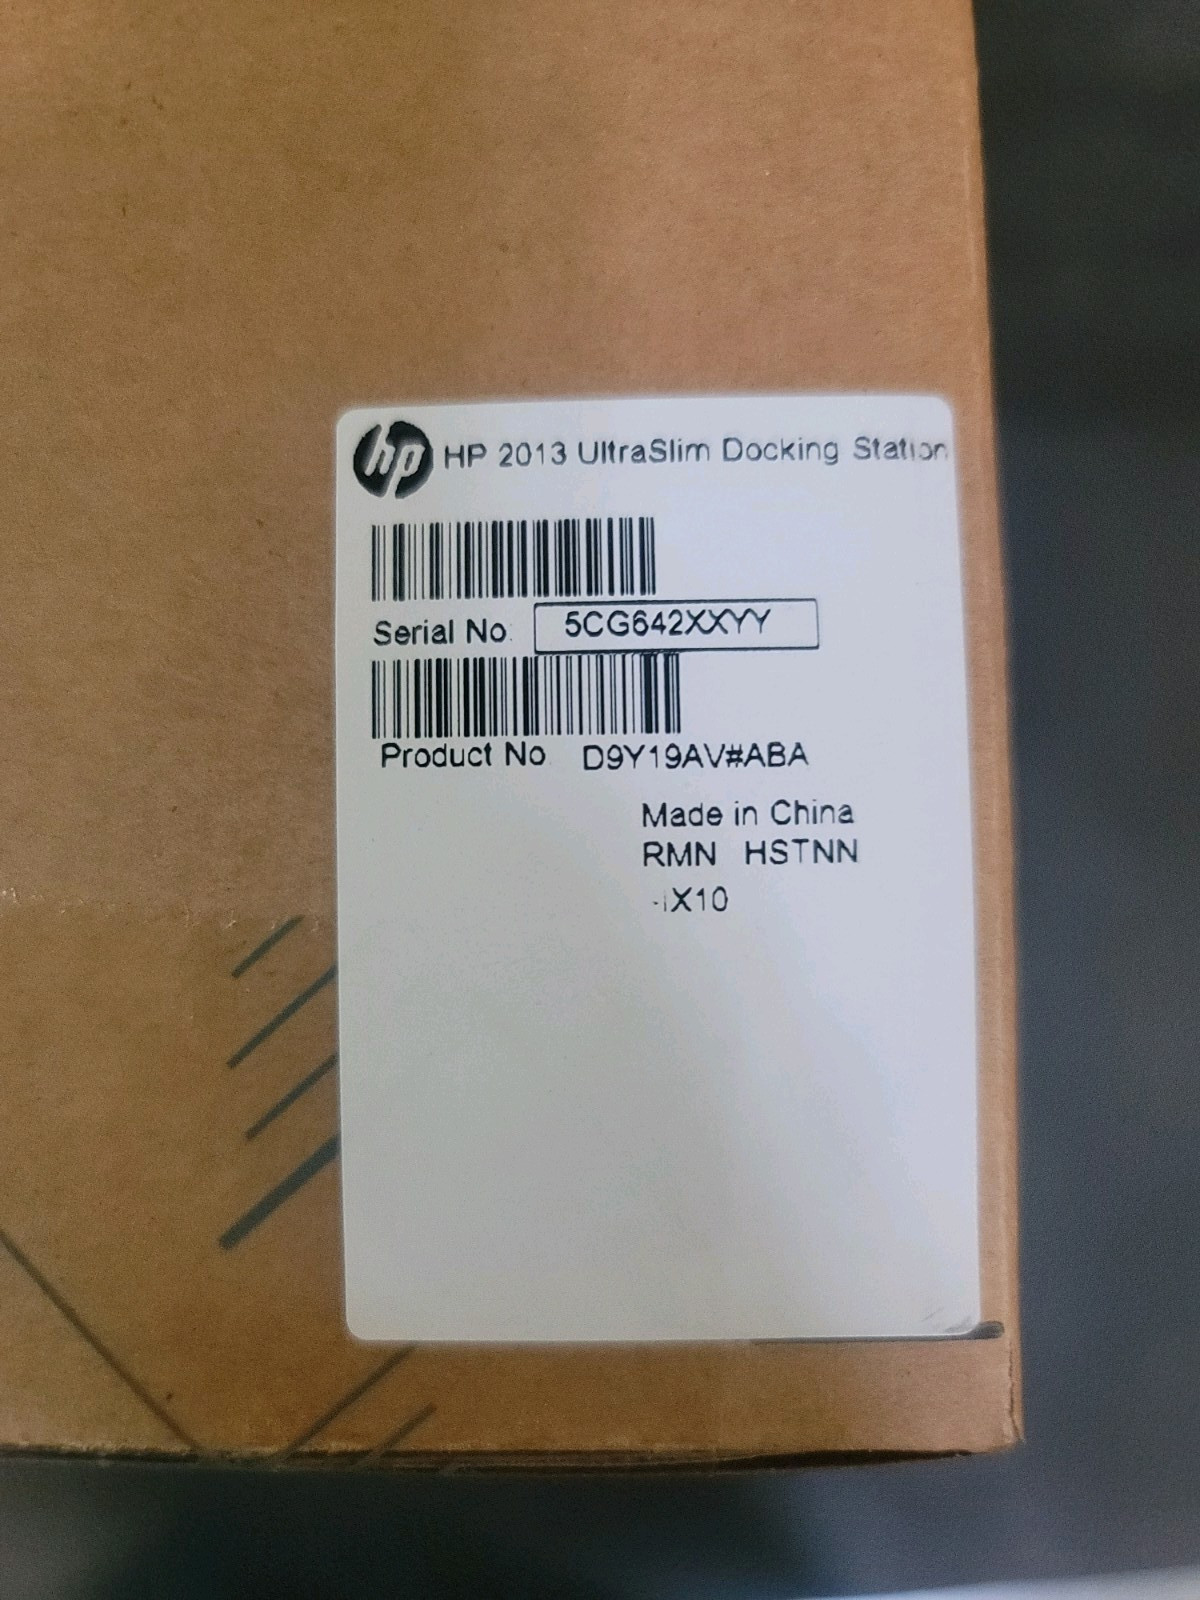 hp HP 2013 UltraSlim Docking Station
Serial No: 5CG642XXYY
Product No D9Y19AV#ABA
Made in China
RMN HSTNN
-IX10